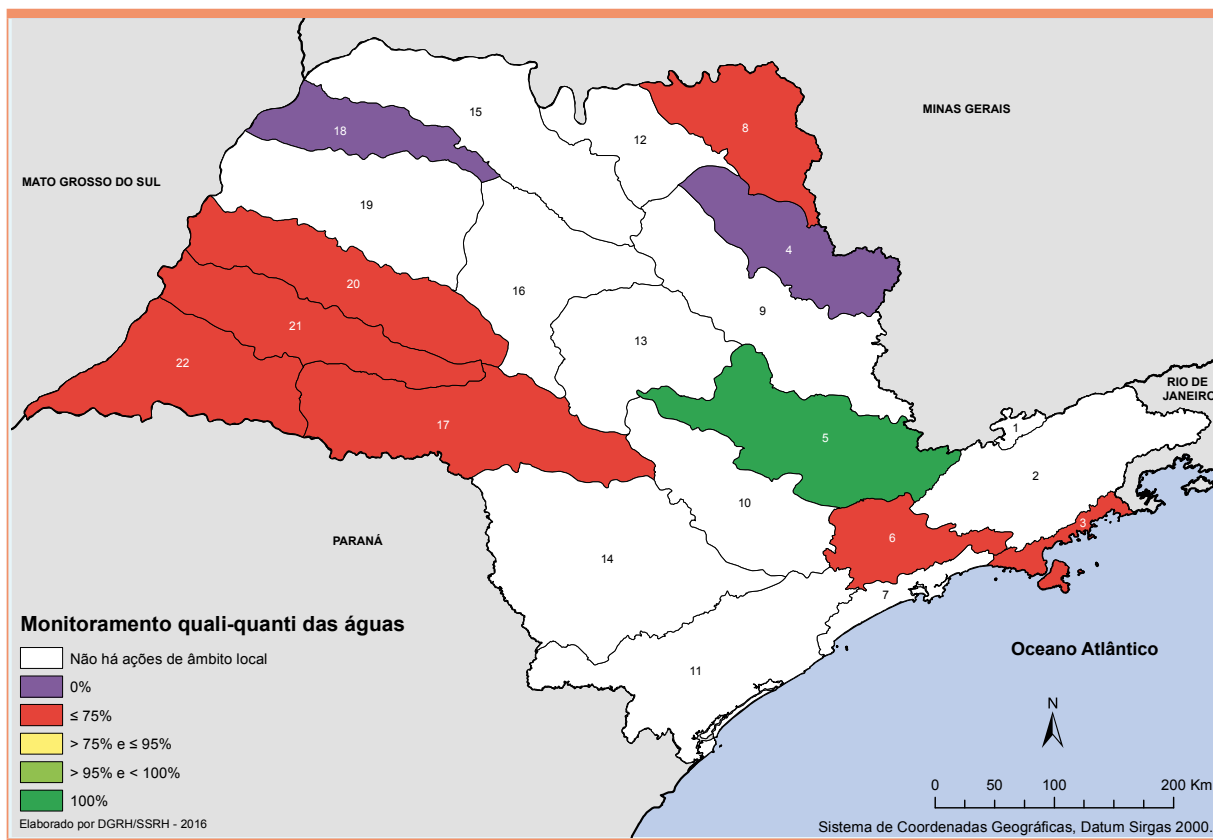 MINAS GERAIS
MATO GROSSO DO SUL
RIO DE
JANEIRO
PARANÁ
Oceano Atlântico
15
18
12
8
19
4
20
16
9
21
13
22
17
5
1
2
10
3
6
14
7
11
Monitoramento quali-quanti das águas
Não há ações de âmbito local
0%
≤ 75%
> 75% e ≤ 95%
> 95% e < 100%
100%
Elaborado por DGRH/SSRH - 2016
N
0 50 100 200 Km
Sistema de Coordenadas Geográficas, Datum Sirgas 2000.